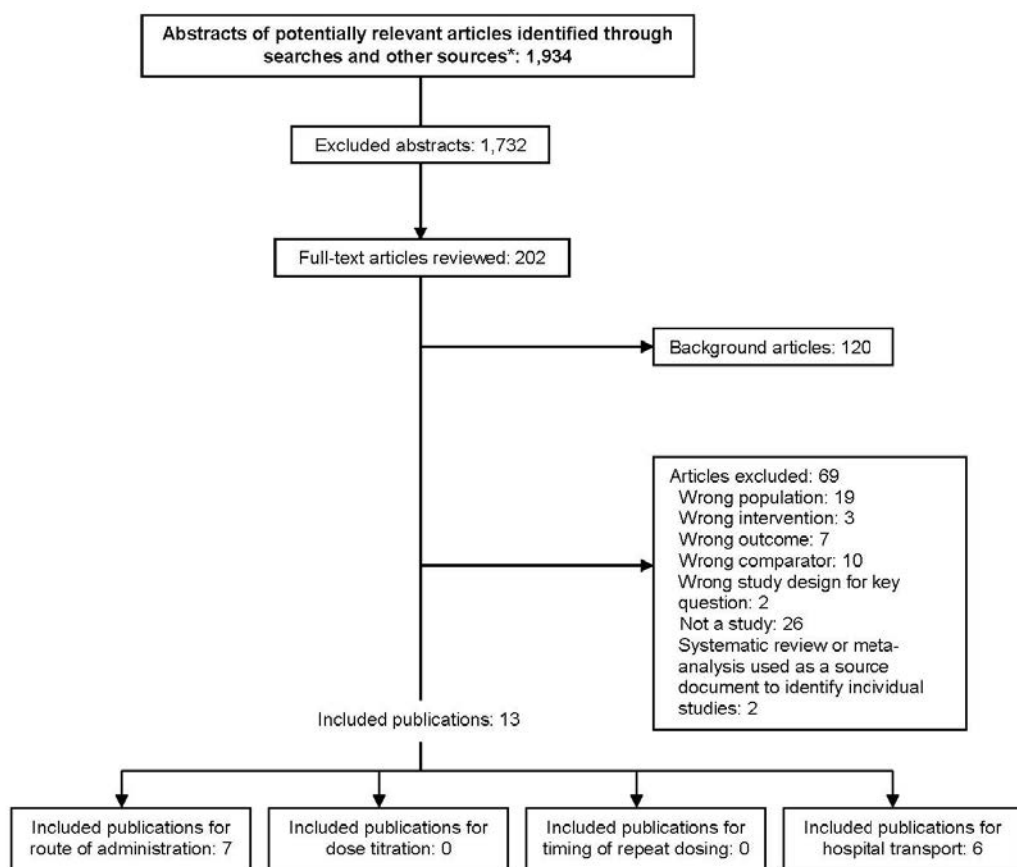 Abstracts of potentially relevant articles identified through
searches and other sources*: 1,934
Excluded abstracts: 1,732
Full-text articles reviewed: 202
Background articles: 120
Articles excluded: 69
Wrong population: 19
Wrong intervention: 3
Wrong outcome: 7
Wrong comparator: 10
Wrong study design for key
question: 2
Not a study: 26
Systematic review or meta-
analysis used as a source
document to identify individual
studies: 2
Included publications: 13
Included publications for
route of administration: 7
Included publications for
dose titration: 0
Included publications for
timing of repeat dosing: 0
Included publications for
hospital transport: 6